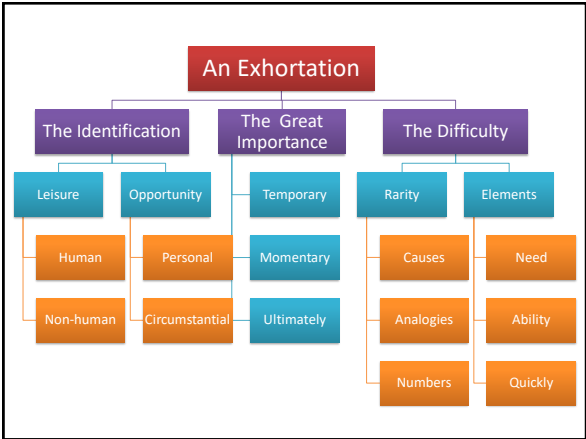 An Exhortation
The Identification
The Great
Importance
The Difficulty
Leisure
Opportunity
Temporary
Rarity
Elements
Human
Personal
Momentary
Causes
Need
Non-human
Circumstantial
Ultimately
Analogies
Ability
Numbers
Quickly